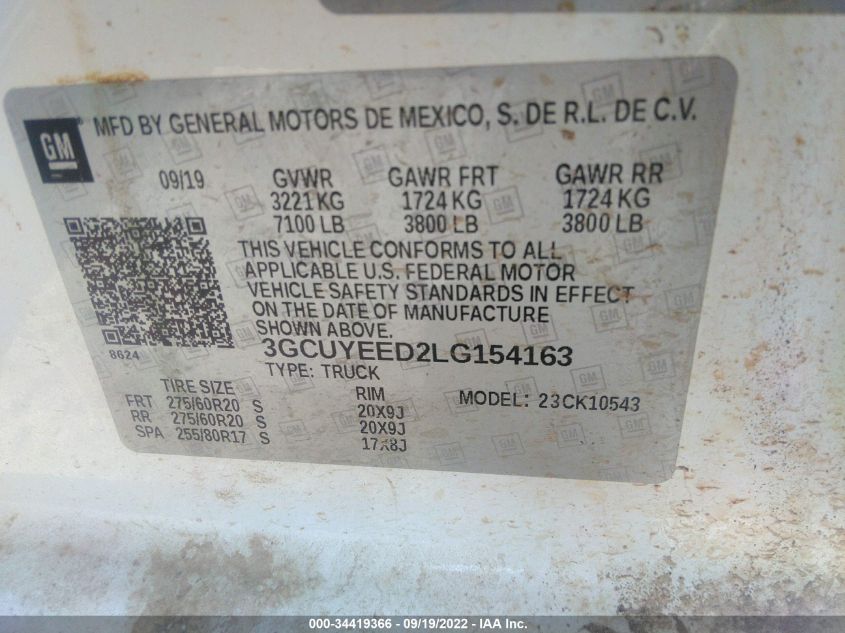 GM ® MFD BY GENERAL MOTORS DE MEXICO, S. DE R.L. DE C.V.
09/19 GVWR GAWR FRT GAWR RR
3221 KG 1724 KG 1724 KG
7100 LB 3800 LB 3800 LB
THIS VEHICLE CONFORMS TO ALL
APPLICABLE U.S. FEDERAL MOTOR
VEHICLE SAFETY STANDARDS IN EFFECT
ON THE DATE OF MANUFACTURE
SHOWN ABOVE.
8624 3GCUYEED2LG154163
TYPE: TRUCK
TIRE SIZE RIM MODEL: 23CK10543
FRT 275/60R20 S 20X9J
RR 275/60R20 S 20X9J
SPA 255/80R17 S 17X8J
000-34419366 - 09/19/2022 - IAA Inc.